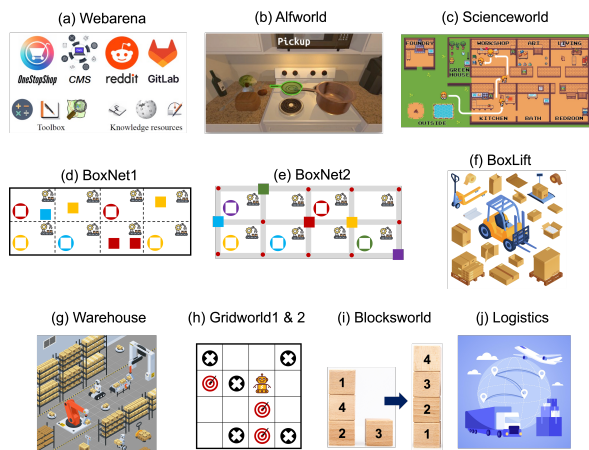 (a) Webarena
(b) Alfworld
(c) Scienceworld
OneStopShop
CMS
reddit
GitLab
Toolbox
Knowledge resources
Pickup
FOUNDRY
WORKSHOP
ART
LIVING
GREEN
HOUSE
OUTSIDE
KITCHEN
BATH
BEDROOM
(d) BoxNet1
(e) BoxNet2
(f) BoxLift
(g) Warehouse
(h) Gridworld1 & 2
(i) Blocksworld
(j) Logistics
1
4
2
3
4
3
2
1